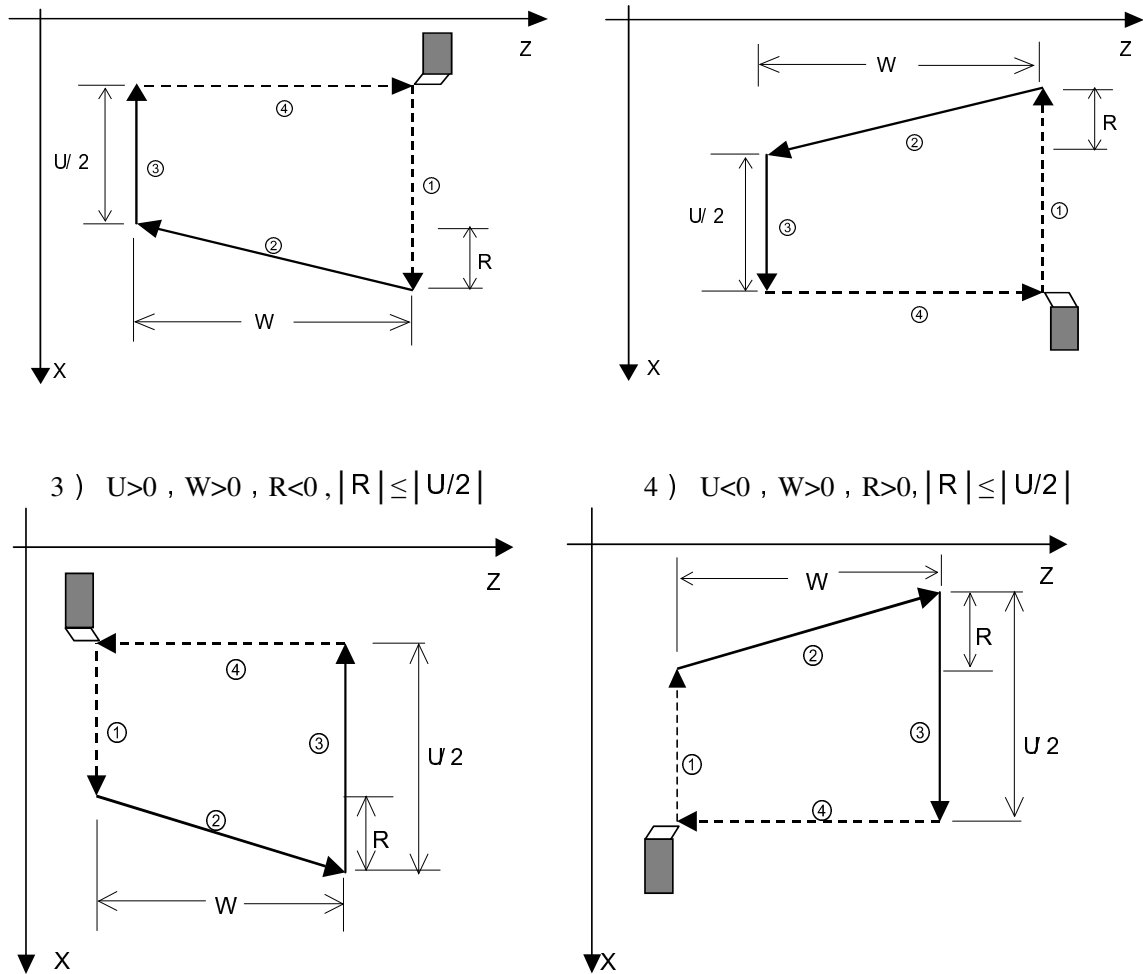 Z
④
U/ 2
③
①
②
R
W
X
Z
W
R
②
①
U/ 2
③
④
X
3 ） U>0 , W>0 , R<0 , |R| ≤ |U/2|
4 ） U<0 , W>0 , R>0, |R| ≤ |U/2|
Z
④
①
③
U/ 2
②
R
W
X
Z
W
R
②
③
U/ 2
①
④
X